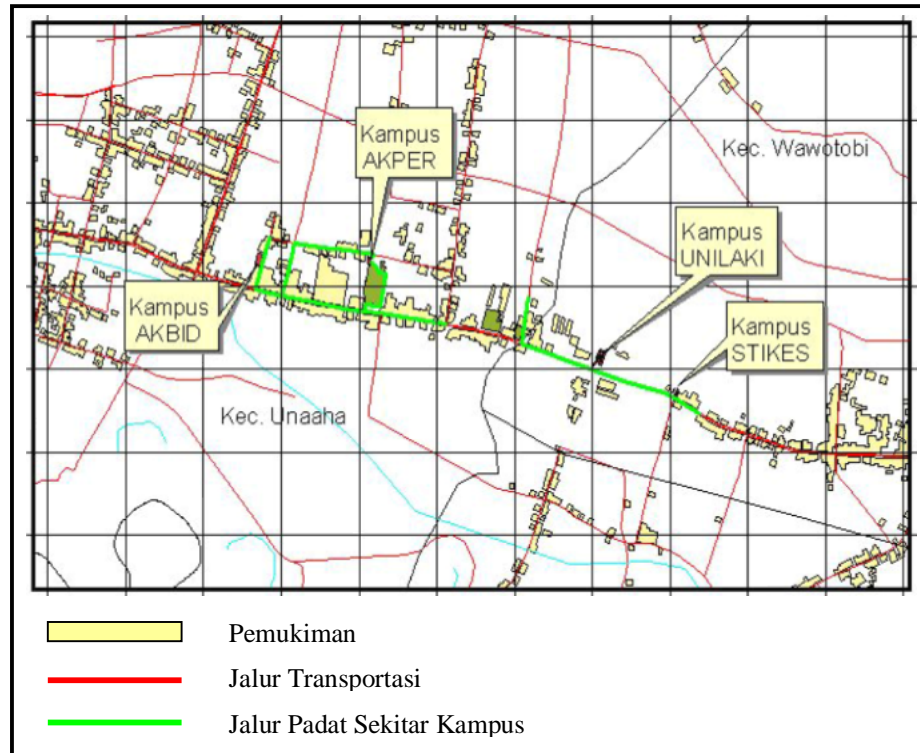 Kampus
AKPER
Kec. Wawotobi
Kampus
UNILAKI
Kampus
AKBID
Kampus
STIKES
Kec. Unaaha
Pemukiman
Jalur Transportasi
Jalur Padat Sekitar Kampus